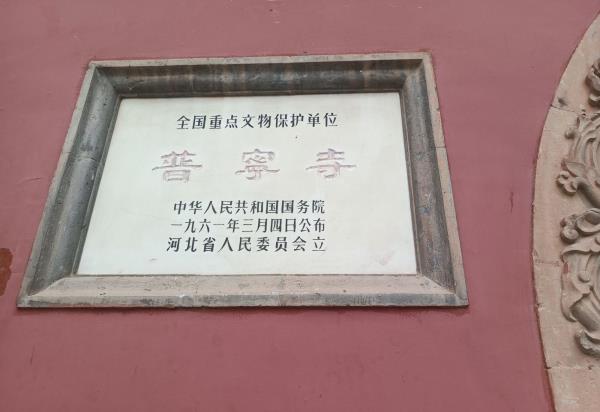 全国重点文物保护单位
普寧寺
中华人民共和国国务院
一九六一年三月四日公布
河北省人民委员会立